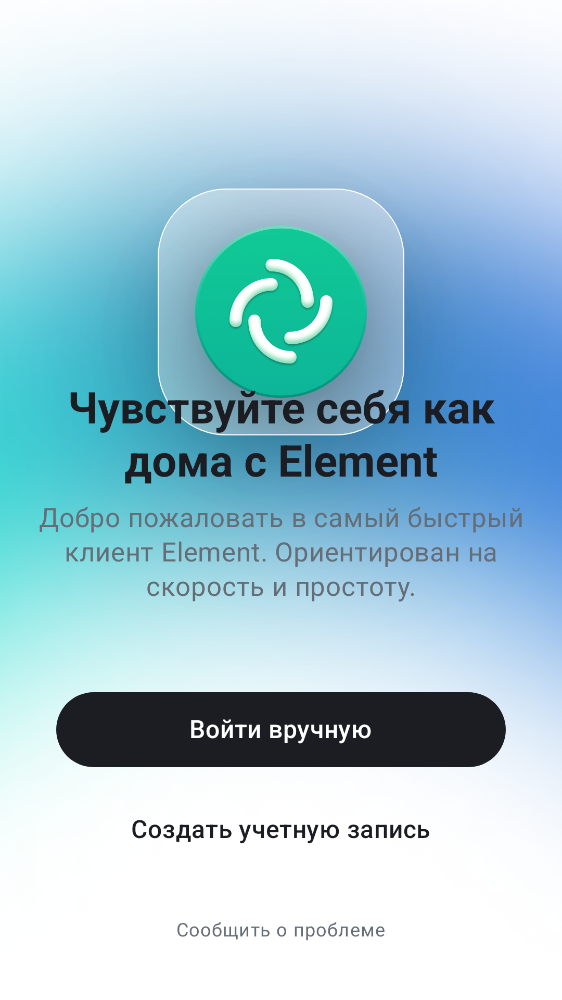 Чувствуйте себя как
дома с Element
Добро пожаловать в самый быстрый
клиент Element. Ориентирован на
скорость и простоту.
Войти вручную
Создать учетную запись
Сообщить о проблеме